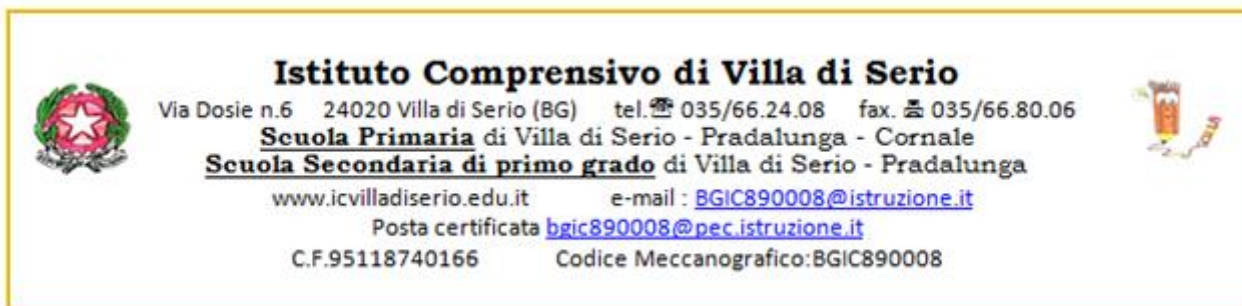 Istituto Comprensivo di Villa di Serio
Via Dosie n.6 24020 Villa di Serio (BG) tel.☎ 035/66.24.08 fax. 🖷 035/66.80.06
Scuola Primaria di Villa di Serio - Pradalunga - Cornale
Scuola Secondaria di primo grado di Villa di Serio - Pradalunga
www.icvilladiserio.edu.it e-mail : BGIC890008@istruzione.it
Posta certificata bgic890008@pec.istruzione.it
C.F.95118740166 Codice Meccanografico:BGIC890008